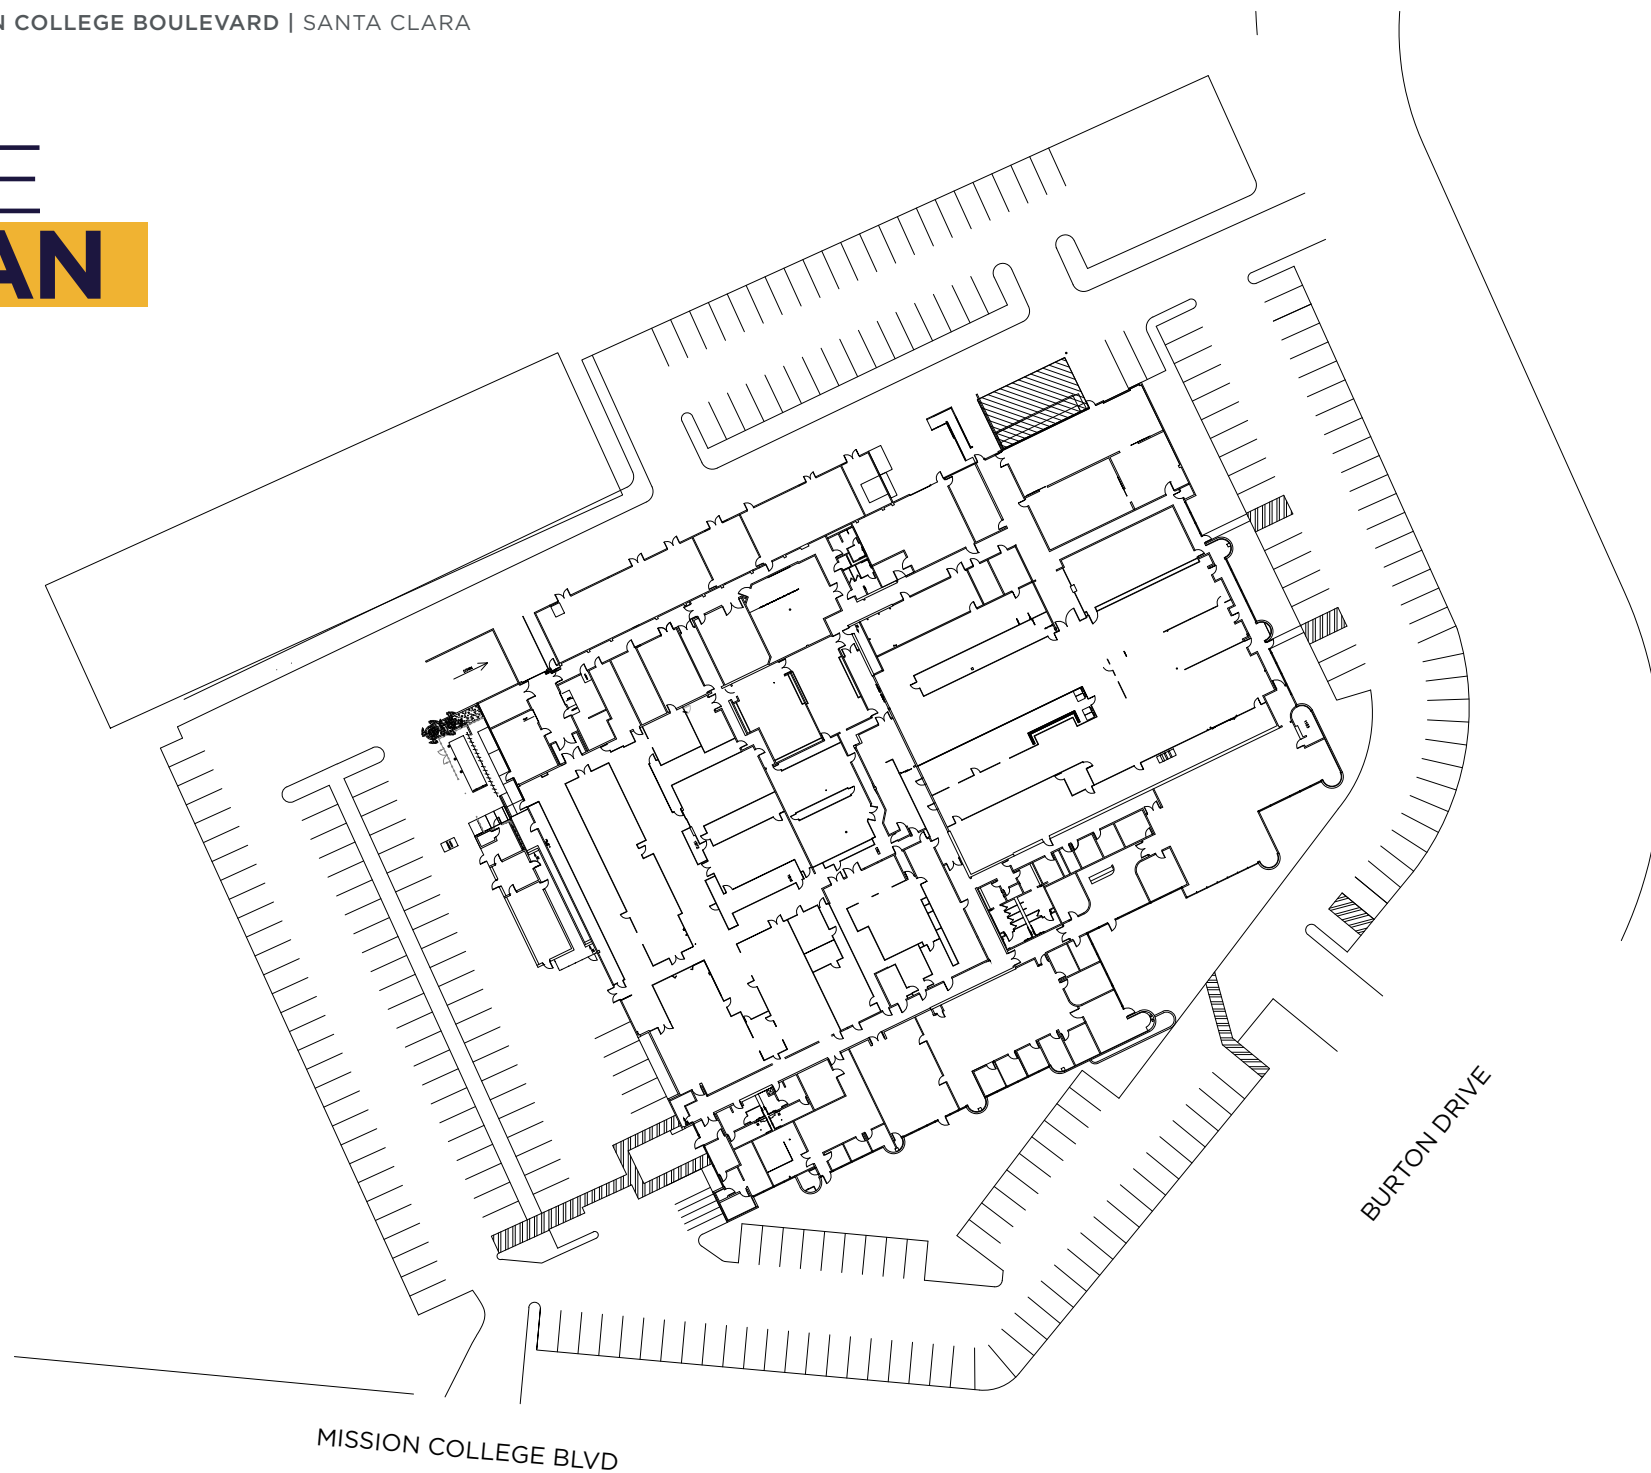 N COLLEGE BOULEVARD | SANTA CLARA
E
AN
BURTON DRIVE
MISSION COLLEGE BLVD